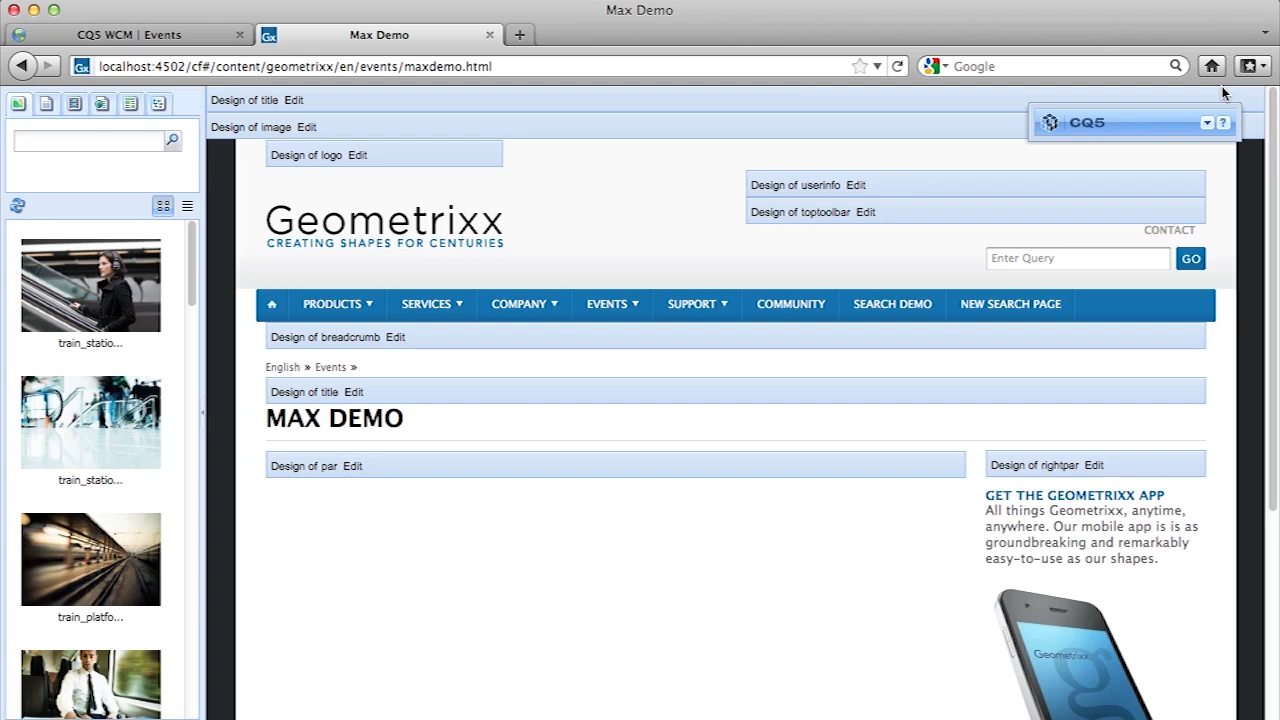 Max Demo
CQ5 WCM | Events
Gx
Max Demo
Gx
localhost:4502/cf#/content/geometrixx/en/events/maxdemo.html
Google
Design of title Edit
Design of image Edit
CQ5
?
Design of logo Edit
Design of userinfo Edit
Design of toptoolbar Edit
Geometrixx
CREATING SHAPES FOR CENTURIES
CONTACT
Enter Query
GO
PRODUCTS SERVICES COMPANY EVENTS SUPPORT COMMUNITY SEARCH DEMO NEW SEARCH PAGE
Design of breadcrumb Edit
English » Events »
Design of title Edit
MAX DEMO
Design of par Edit
Design of rightpar Edit
GET THE GEOMETRIXX APP
All things Geometrixx, anytime,
anywhere. Our mobile app is is as
groundbreaking and remarkably
easy-to-use as our shapes.
Geometrixx
g
train_statio...
train_statio...
train_platfo...